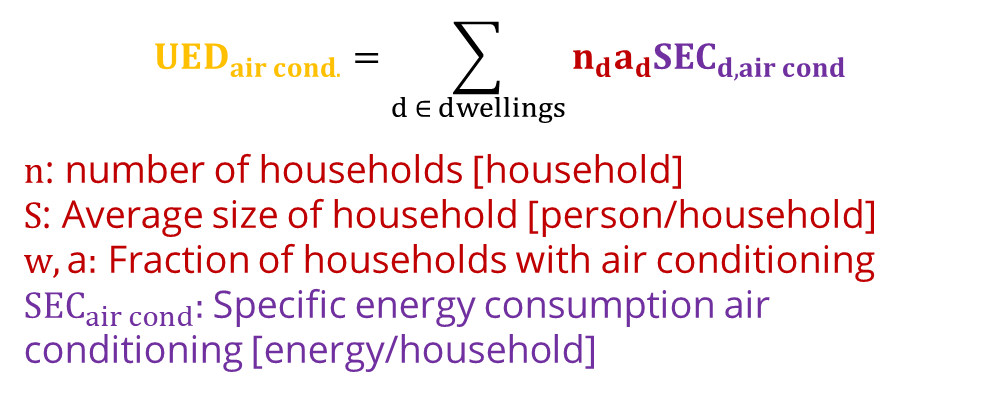 UED_air cond. = ∑ n_d a_d SEC_d,air cond
d ∈ dwellings
n: number of households [household]
S: Average size of household [person/household]
w, a: Fraction of households with air conditioning
SEC_air cond: Specific energy consumption air
conditioning [energy/household]